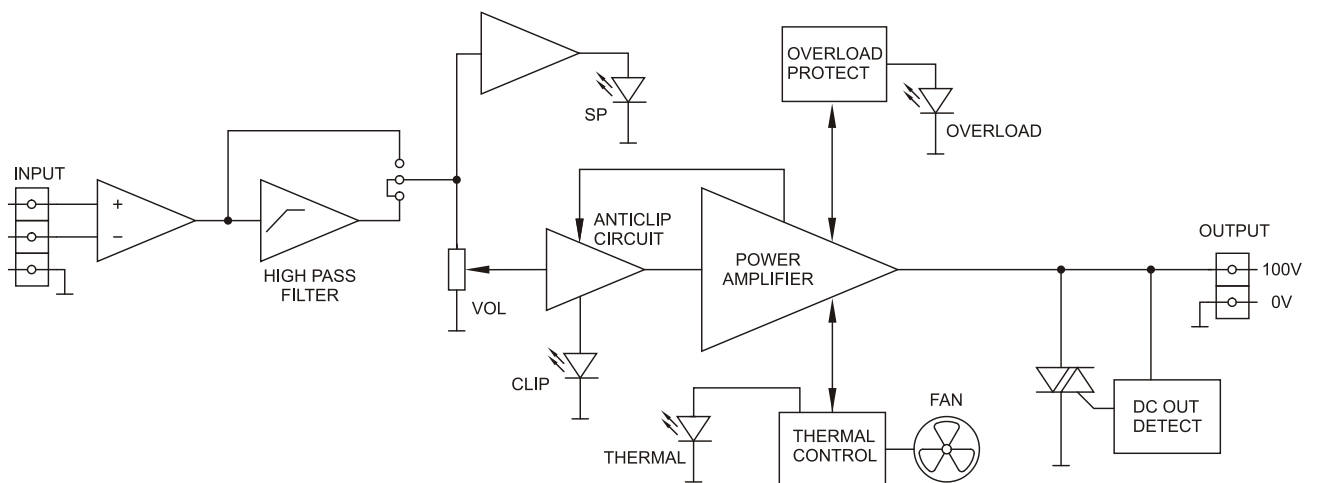 OVERLOAD
PROTECT
SP
OVERLOAD
INPUT
+
−
HIGH PASS
FILTER
VOL
ANTICLIP
CIRCUIT
POWER
AMPLIFIER
OUTPUT
100V
0V
CLIP
THERMAL
THERMAL
CONTROL
FAN
DC OUT
DETECT